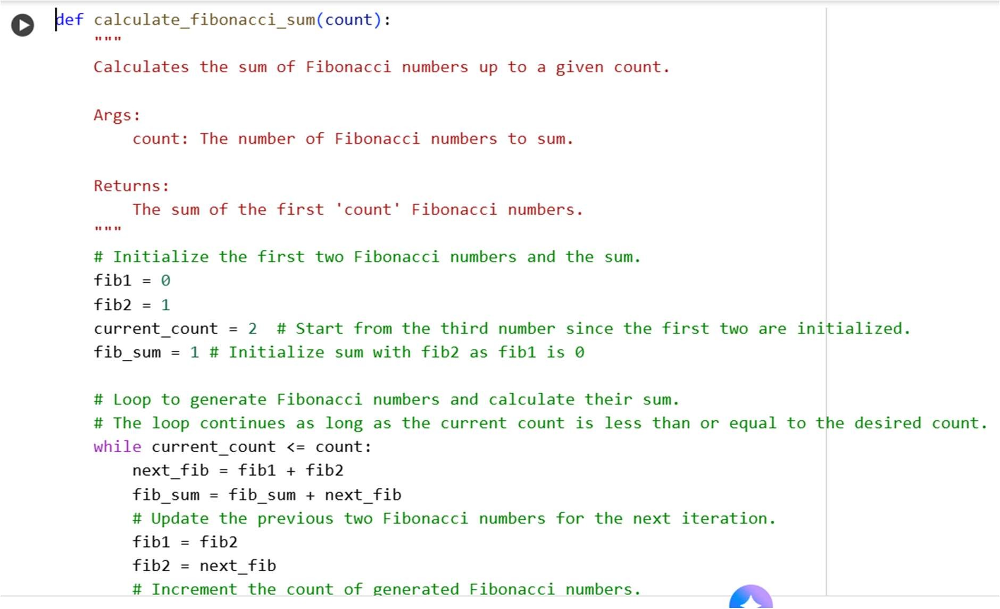 def calculate_fibonacci_sum(count):
    """
    Calculates the sum of Fibonacci numbers up to a given count.

    Args:
        count: The number of Fibonacci numbers to sum.

    Returns:
        The sum of the first 'count' Fibonacci numbers.
    """
    # Initialize the first two Fibonacci numbers and the sum.
    fib1 = 0
    fib2 = 1
    current_count = 2  # Start from the third number since the first two are initialized.
    fib_sum = 1 # Initialize sum with fib2 as fib1 is 0

    # Loop to generate Fibonacci numbers and calculate their sum.
    # The loop continues as long as the current count is less than or equal to the desired count.
    while current_count <= count:
        next_fib = fib1 + fib2
        fib_sum = fib_sum + next_fib
        # Update the previous two Fibonacci numbers for the next iteration.
        fib1 = fib2
        fib2 = next_fib
        # Increment the count of generated Fibonacci numbers.